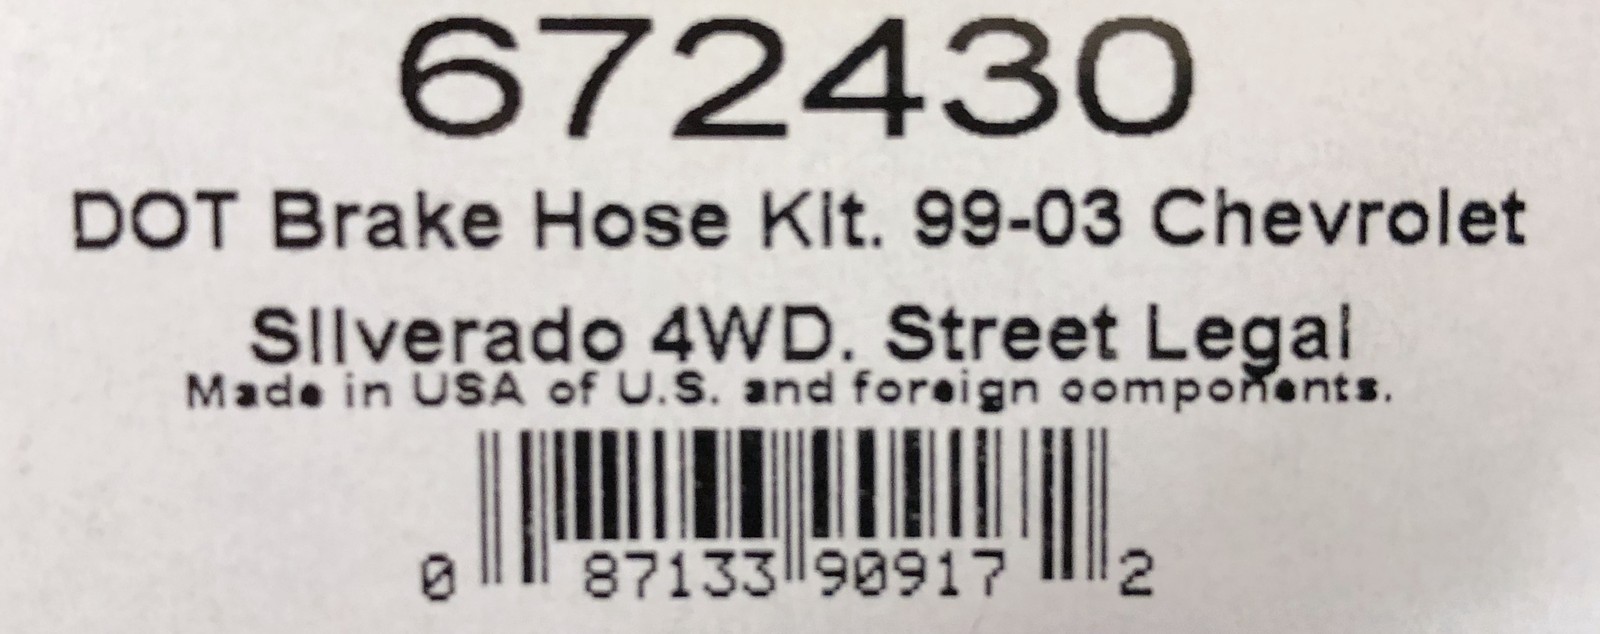 672430
DOT Brake Hose Kit. 99-03 Chevrolet
Silverado 4WD. Street Legal
Made in USA of U.S. and foreign components.
0 87133 90917 2